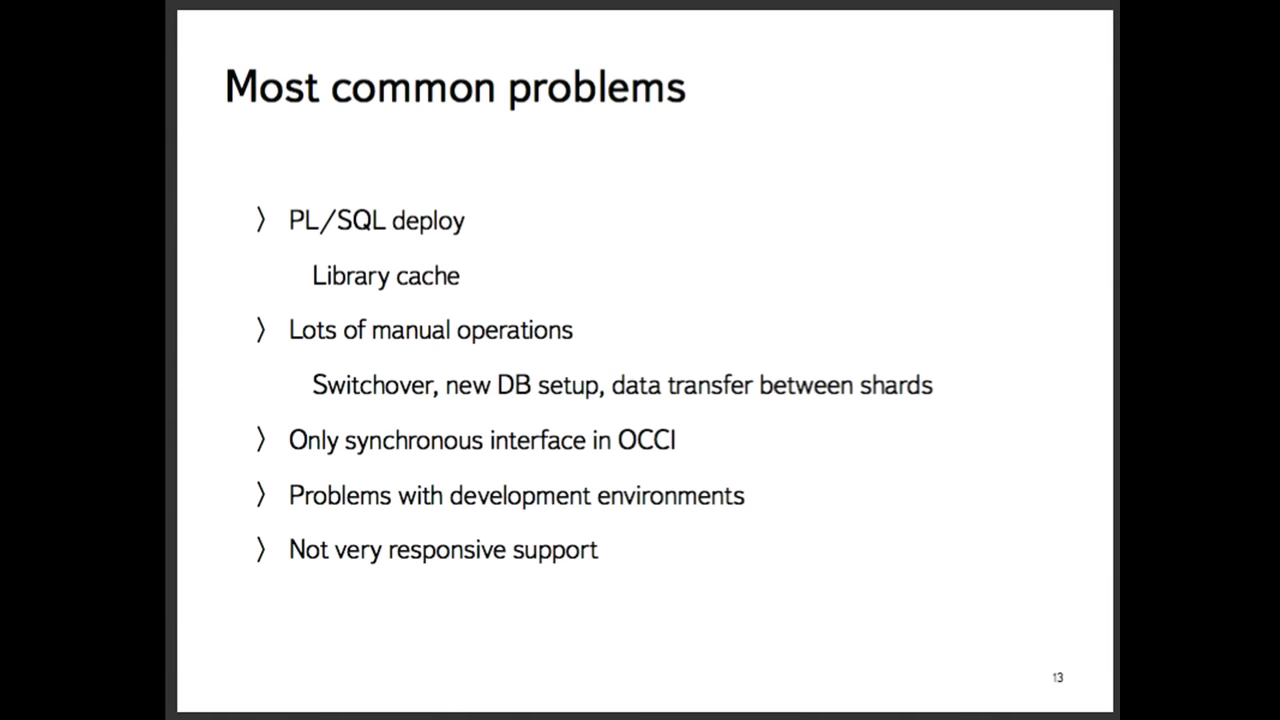 Most common problems
〉 PL/SQL deploy
Library cache
〉 Lots of manual operations
Switchover, new DB setup, data transfer between shards
〉 Only synchronous interface in OCCI
〉 Problems with development environments
〉 Not very responsive support
13